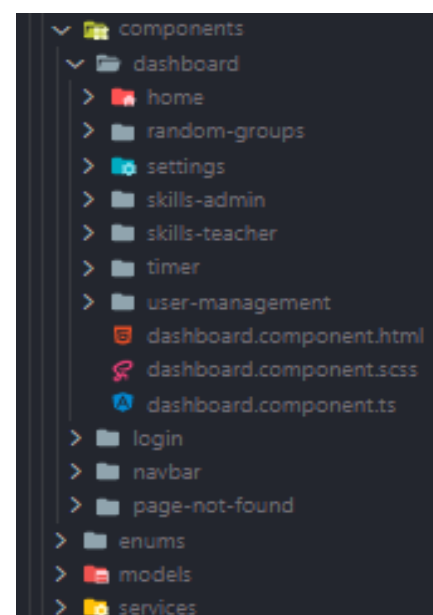 components
dashboard
home
random-groups
settings
skills-admin
skills-teacher
timer
user-management
dashboard.component.html
dashboard.component.scss
dashboard.component.ts
login
navbar
page-not-found
enums
models
services